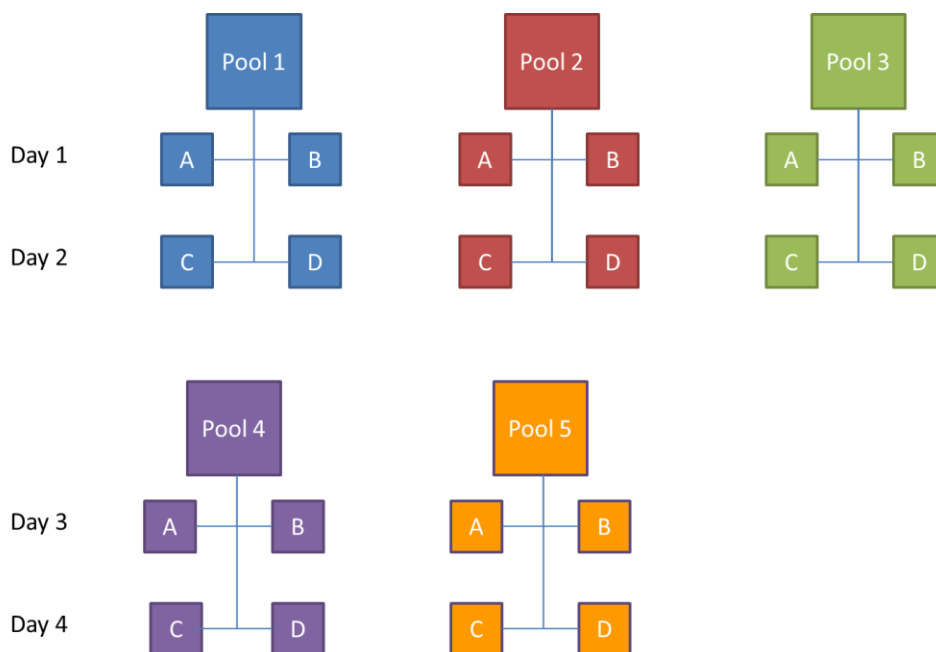 Pool 1 Pool 2 Pool 3
Day 1 A B A B A B
Day 2 C D C D C D
Pool 4 Pool 5
Day 3 A B A B
Day 4 C D C D